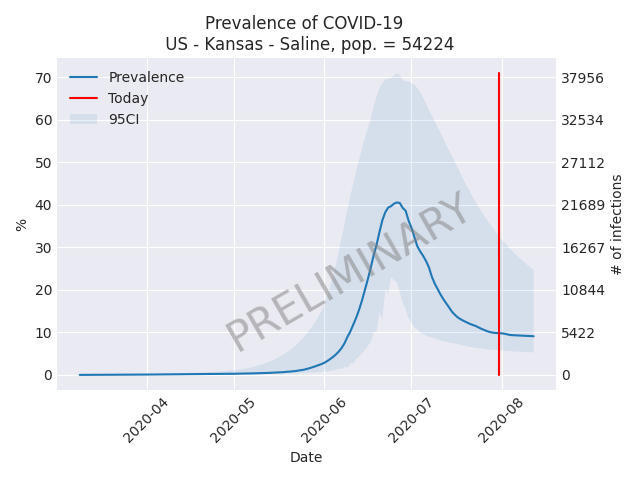 Prevalence of COVID-19
US - Kansas - Saline, pop. = 54224
Prevalence
Today
95CI
PRELIMINARY
%
70
60
50
40
30
20
10
0
37956
32534
27112
21689
16267
10844
5422
0
# of infections
2020-04
2020-05
2020-06
2020-07
2020-08
Date